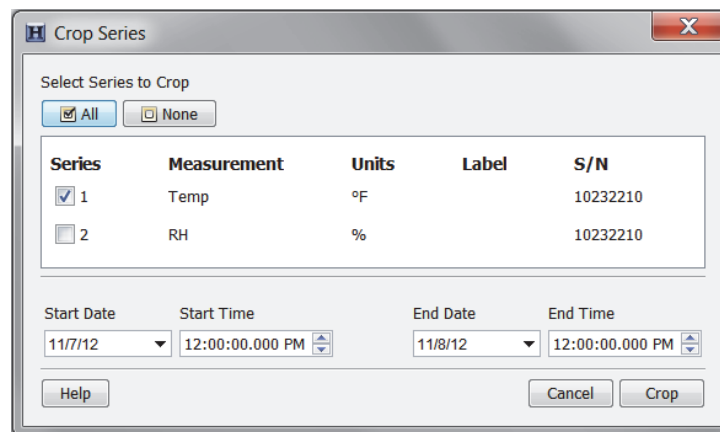 H Crop Series
Select Series to Crop
All None
Series Measurement Units Label S/N
1 Temp °F 10232210
2 RH % 10232210
Start Date Start Time End Date End Time
11/7/12 12:00:00.000 PM 11/8/12 12:00:00.000 PM
Help Cancel Crop